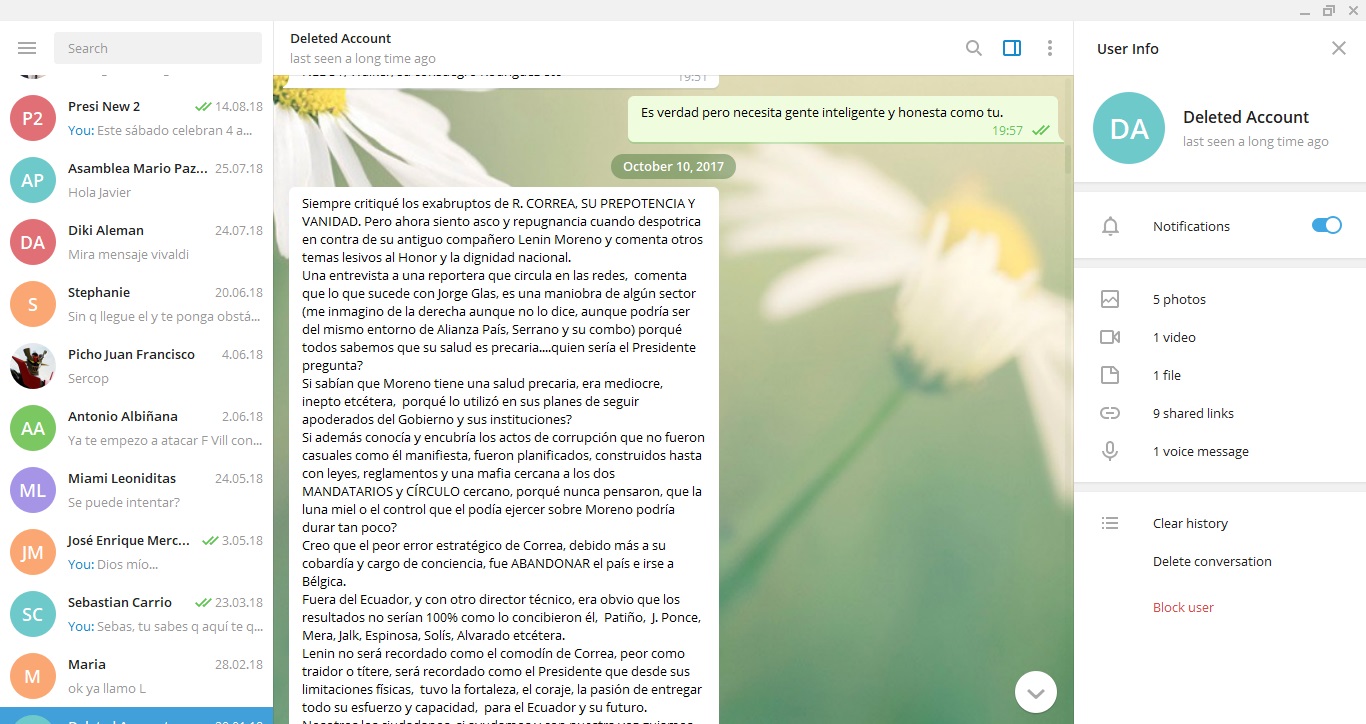 Search
Presi New 2
14.08.18
You: Este sábado celebran 4 a...
Asamblea Mario Paz...
25.07.18
Hola Javier
Diki Aleman
24.07.18
Mira mensaje vivaldi
Stephanie
20.06.18
Sin q llegue el y te ponga obstá...
Picho Juan Francisco
4.06.18
Sercop
Antonio Albiñana
2.06.18
Ya te empezo a atacar F Vill con...
Miami Leoniditas
24.05.18
Se puede intentar?
José Enrique Merc...
3.05.18
You: Dios mío...
Sebastian Carrio
23.03.18
You: Sebas, tu sabes q aquí te q...
Maria
28.02.18
ok ya llamo L
P2
AP
DA
S
AA
ML
JM
SC
M
Deleted Account
last seen a long time ago
19:51
Es verdad pero necesita gente inteligente y honesta como tu.
19:57
October 10, 2017
Siempre critiqué los exabruptos de R. CORREA, SU PREPOTENCIA Y
VANIDAD. Pero ahora siento asco y repugnancia cuando despotrica
en contra de su antiguo compañero Lenin Moreno y comenta otros
temas lesivos al Honor y la dignidad nacional.
Una entrevista a una reportera que circula en las redes,  comenta
que lo que sucede con Jorge Glas, es una maniobra de algún sector
(me inmagino de la derecha aunque no lo dice, aunque podría ser
del mismo entorno de Alianza País, Serrano y su combo) porqué
todos sabemos que su salud es precaria....quien sería el Presidente
pregunta?
Si sabían que Moreno tiene una salud precaria, era mediocre,
inepto etcétera,  porqué lo utilizó en sus planes de seguir
apoderados del Gobierno y sus instituciones?
Si además conocía y encubría los actos de corrupción que no fueron
casuales como él manifiesta, fueron planificados, construidos hasta
con leyes, reglamentos y una mafia cercana a los dos
MANDATARIOS y CÍRCULO cercano, porqué nunca pensaron, que la
luna miel o el control que el podía ejercer sobre Moreno podría
durar tan poco?
Creo que el peor error estratégico de Correa, debido más a su
cobardía y cargo de conciencia, fue ABANDONAR el país e irse a
Bélgica.
Fuera del Ecuador, y con otro director técnico, era obvio que los
resultados no serían 100% como lo concibieron él,  Patiño,  J. Ponce,
Mera, Jalk, Espinosa, Solís, Alvarado etcétera.
Lenin no será recordado como el comodín de Correa, peor como
traidor o títere, será recordado como el Presidente que desde sus
limitaciones físicas,  tuvo la fortaleza, el coraje, la pasión de entregar
todo su esfuerzo y capacidad,  para el Ecuador y su futuro.
User Info
DA
Deleted Account
last seen a long time ago
Notifications
5 photos
1 video
1 file
9 shared links
1 voice message
Clear history
Delete conversation
Block user